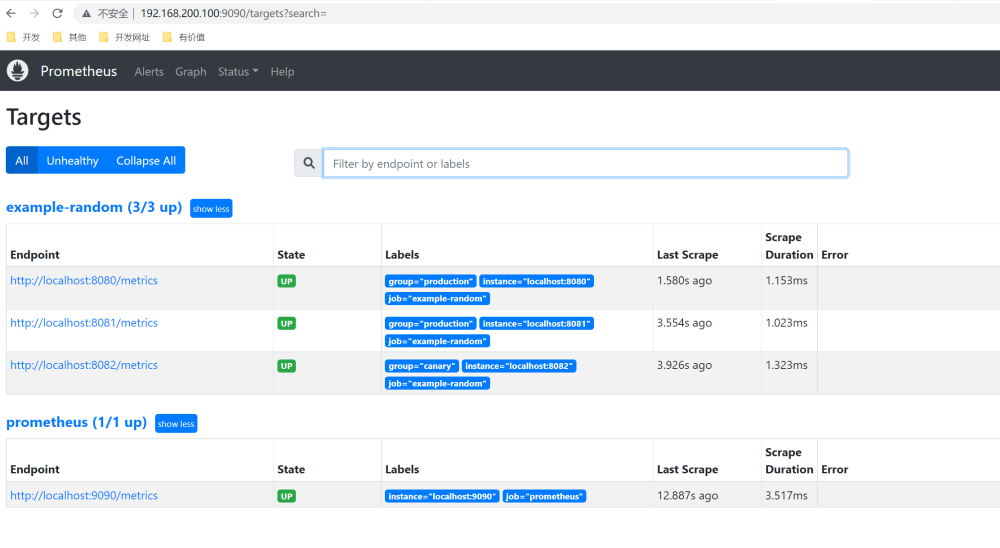 不安全 | 192.168.200.100:9090/targets?search=
开发 其他 开发网址 有价值
Prometheus Alerts Graph Status Help
Targets
All Unhealthy Collapse All Filter by endpoint or labels
example-random (3/3 up) show less
Endpoint State Labels Last Scrape Scrape Duration Error
http://localhost:8080/metrics UP group="production" instance="localhost:8080" 1.580s ago 1.153ms
job="example-random"
http://localhost:8081/metrics UP group="production" instance="localhost:8081" 3.554s ago 1.023ms
job="example-random"
http://localhost:8082/metrics UP group="canary" instance="localhost:8082" 3.926s ago 1.323ms
job="example-random"
prometheus (1/1 up) show less
Endpoint State Labels Last Scrape Scrape Duration Error
http://localhost:9090/metrics UP instance="localhost:9090" job="prometheus" 12.887s ago 3.517ms